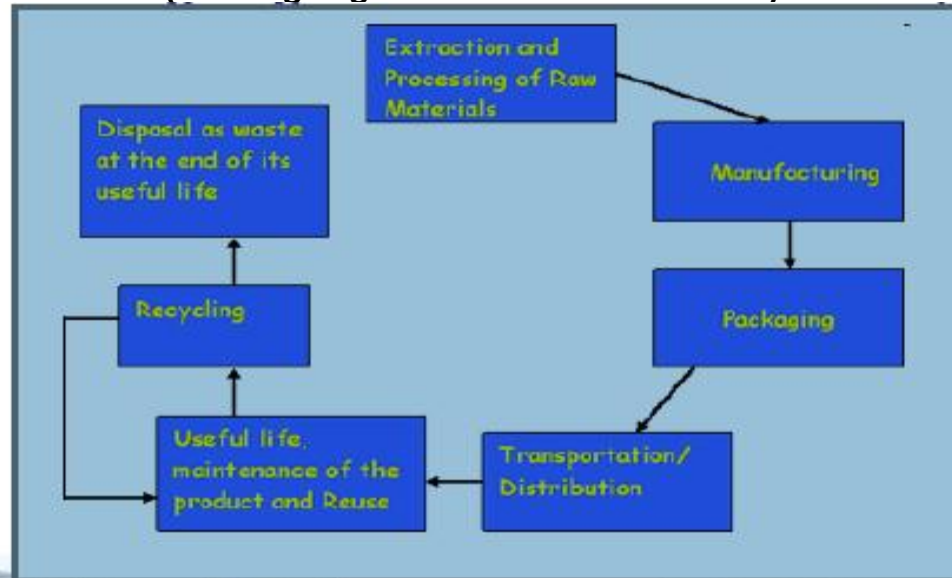 Extraction and
Processing of Raw
Materials
Manufacturing
Packaging
Transportation/
Distribution
Useful life,
maintenance of the
product and Reuse
Recycling
Disposal as waste
at the end of its
useful life